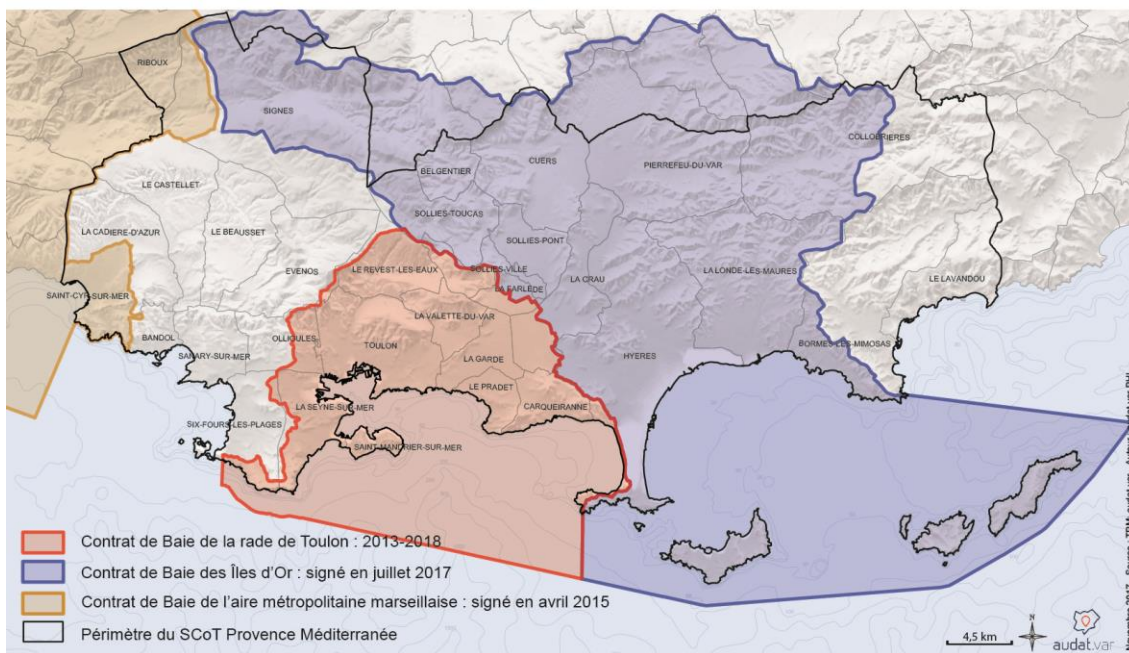 RIBOUX
SIGNES
COLLOBRIERES
CUERS
PIERREFEU-DU-VAR
BELGENTIER
LE CASTELLET
SOLLIES-TOUCAS
LA CADIERE-D'AZUR
LE BEAUSSET
SOLLIES-PONT
EVENOS
LE REVEST-LES-EAUX
SOLLIES-VILLE
LA CRAU
LA LONDE-LES-MAURES
LE LAVANDOU
LA FARLÈDE
SAINT-CYR-SUR-MER
LA VALETTE-DU-VAR
BANDOL
OLLIOULES
TOULON
BORMES-LES-MIMOSAS
SANARY-SUR-MER
LA GARDE
HYERES
LE PRADET
LA SEYNE-SUR-MER
CARQUEIRANNE
SIX-FOURS-LES-PLAGES
SAINT-MANDRIER-SUR-MER
Contrat de Baie de la rade de Toulon : 2013-2018
Contrat de Baie des Îles d'Or : signé en juillet 2017
Contrat de Baie de l'aire métropolitaine marseillaise : signé en avril 2015
Périmètre du SCoT Provence Méditerranée
4,5 km
N
audat.var